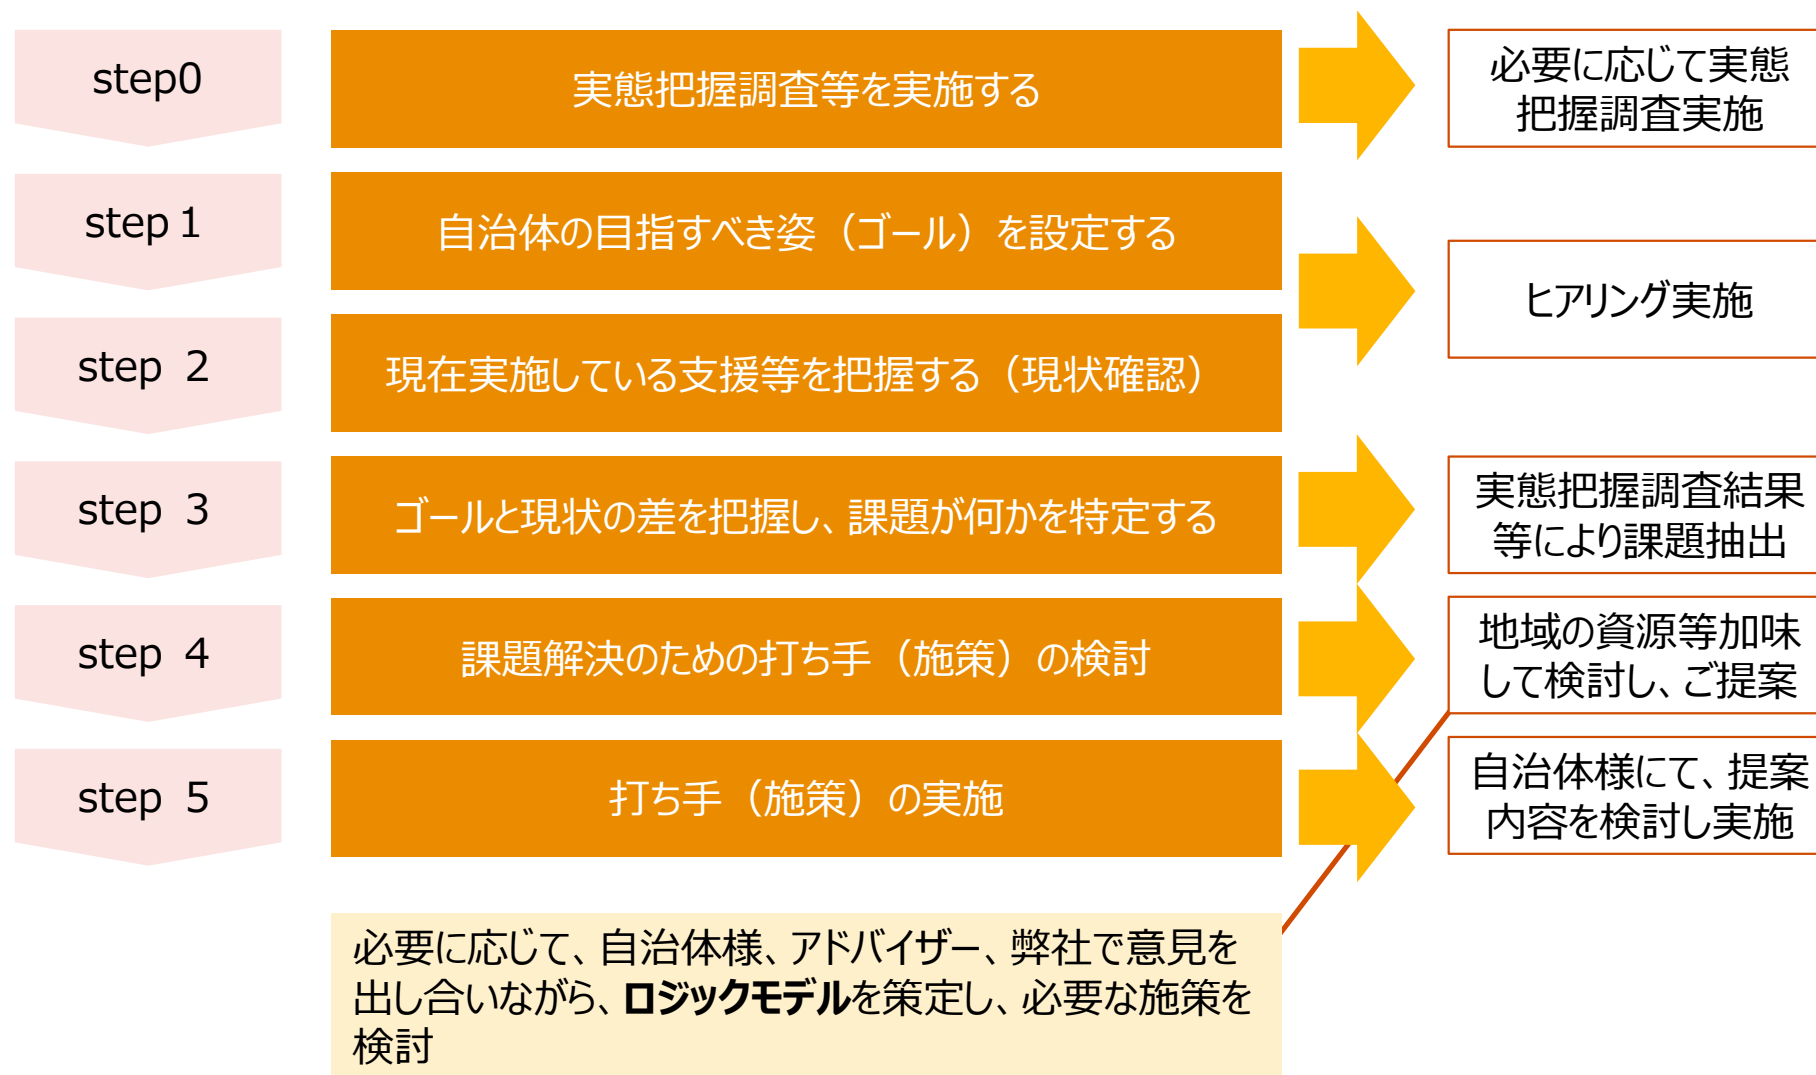 step0
実態把握調査等を実施する
必要に応じて実態
把握調査実施
step１
自治体の目指すべき姿（ゴール）を設定する
ヒアリング実施
step ２
現在実施している支援等を把握する（現状確認）
step ３
ゴールと現状の差を把握し、課題が何かを特定する
実態把握調査結果
等により課題抽出
step ４
課題解決のための打ち手（施策）の検討
地域の資源等加味
して検討し、ご提案
step ５
打ち手（施策）の実施
自治体様にて、提案
内容を検討し実施
必要に応じて、自治体様、アドバイザー、弊社で意見を
出し合いながら、ロジックモデルを策定し、必要な施策を
検討